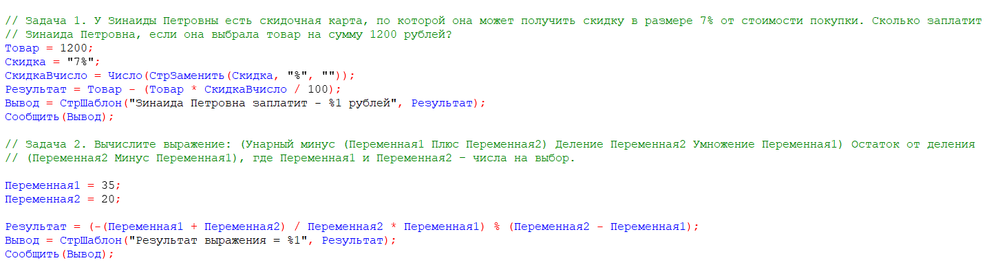 // Задача 1. У Зинаиды Петровны есть скидочная карта, по которой она может получить скидку в размере 7% от стоимости покупки. Сколько заплатит
// Зинаида Петровна, если она выбрала товар на сумму 1200 рублей?
Товар = 1200;
Скидка = "7%";
СкидкаВчисло = Число(СтрЗаменить(Скидка, "%", ""));
Результат = Товар - (Товар * СкидкаВчисло / 100);
Вывод = СтрШаблон("Зинаида Петровна заплатит - %1 рублей", Результат);
Сообщить(Вывод);
// Задача 2. Вычислите выражение: (Унарный минус (Переменная1 Плюс Переменная2) Деление Переменная2 Умножение Переменная1) Остаток от деления
// (Переменная2 Минус Переменная1), где Переменная1 и Переменная2 – числа на выбор.
Переменная1 = 35;
Переменная2 = 20;
Результат = (-(Переменная1 + Переменная2) / Переменная2 * Переменная1) % (Переменная2 - Переменная1);
Вывод = СтрШаблон("Результат выражения = %1", Результат);
Сообщить(Вывод);